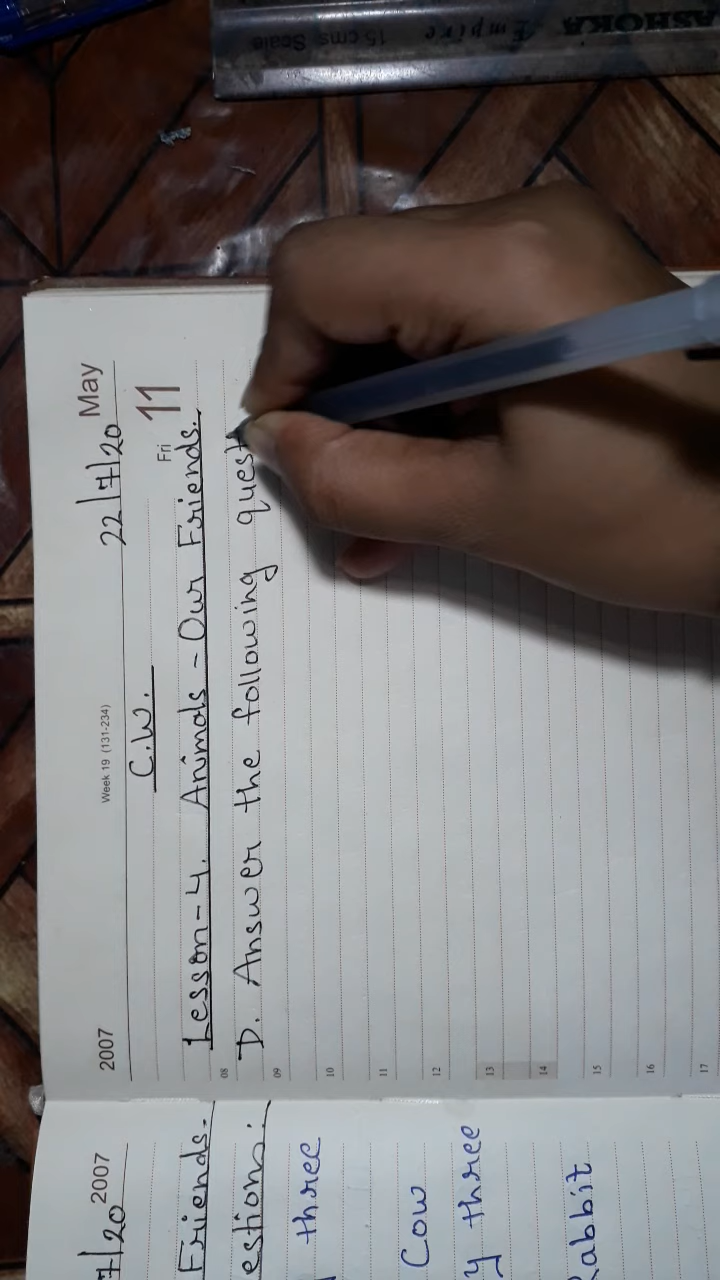 ASHOKA Empire 15 cms Scale
2007 Week 19 (131-234) May
22/7/20
C.W. Fri 11
Lesson-4. Animals - Our Friends.
D. Answer the following quest
08
09
10
11
12
13
14
15
16
17
7/20 2007
Friends.
estions:
three
Cow
y three
abbit